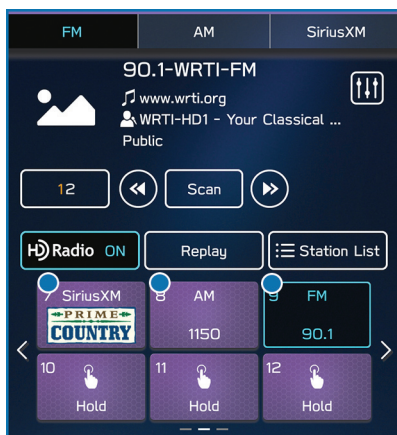 FM AM SiriusXM
90.1-WRTI-FM
www.wrti.org
WRTI-HD1 - Your Classical ...
Public
12 Scan
HD Radio ON Replay Station List
7 SiriusXM 8 AM 9 FM
PRIME
COUNTRY 1150 90.1
10 11 12
Hold Hold Hold